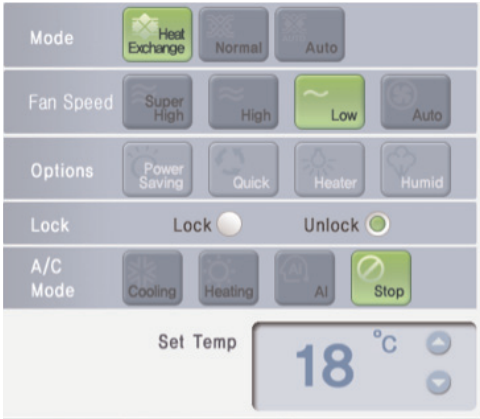 Mode Heat Exchange Normal Auto
Fan Speed Super High High Low Auto
Options Power Saving Quick Heater Humid
Lock Lock Unlock
A/C Mode Cooling Heating AI Stop
Set Temp 18 °C